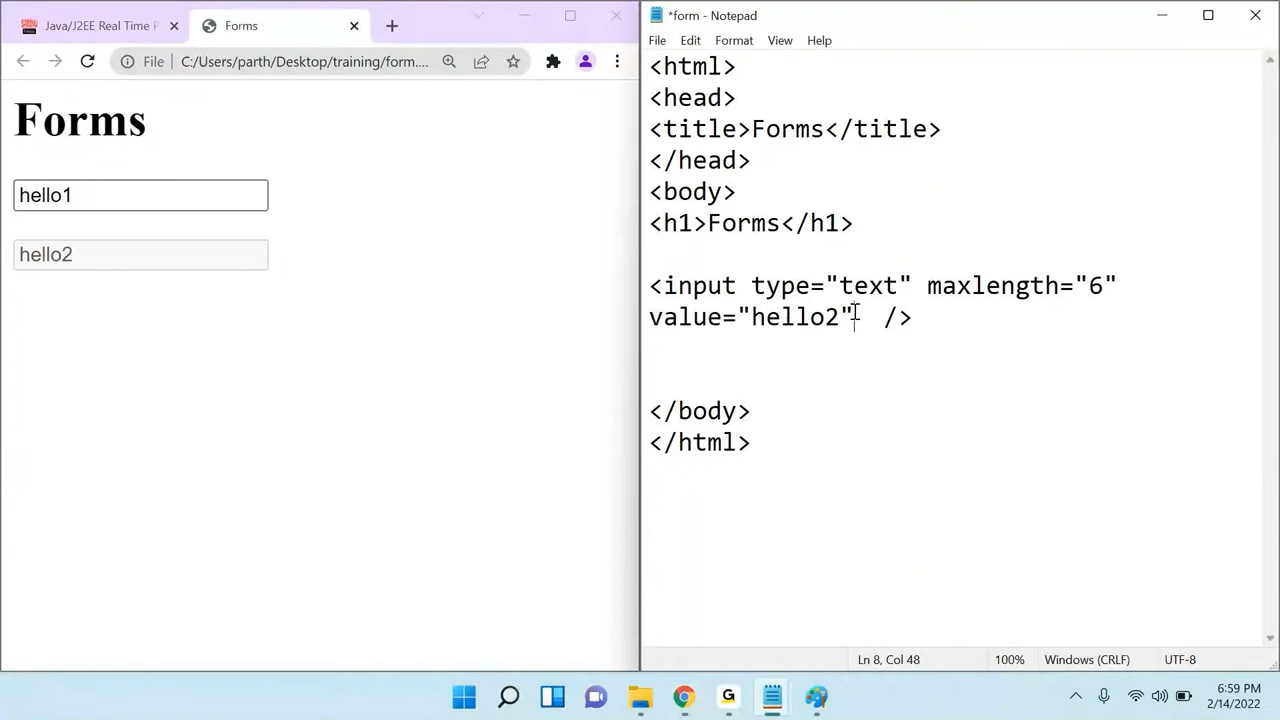 Java/J2EE Real Time P
Forms
File
C:/Users/parth/Desktop/training/form....
Forms
hello1
hello2
*form - Notepad
File Edit Format View Help
<html>
<head>
<title>Forms</title>
</head>
<body>
<h1>Forms</h1>
<input type="text" maxlength="6"
value="hello2"  />
</body>
</html>
Ln 8, Col 48 100% Windows (CRLF) UTF-8
G
6:59 PM
2/14/2022